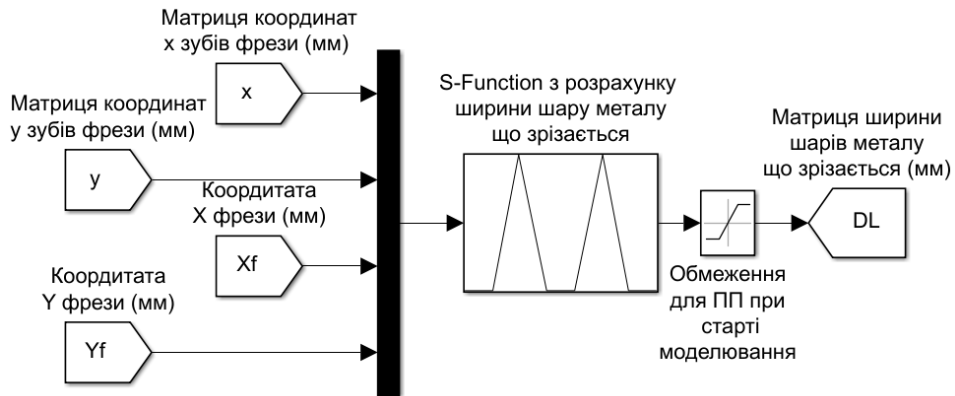 Матриця координат
x зубів фрези (мм)
x
Матриця координат
y зубів фрези (мм)
y
Коордитата
X фрези (мм)
Xf
Коордитата
Y фрези (мм)
Yf
S-Function з розрахунку
ширини шару металу
що зрізається
Обмеження
для ПП при
старті
моделювання
Матриця ширини
шарів металу
що зрізається (мм)
DL